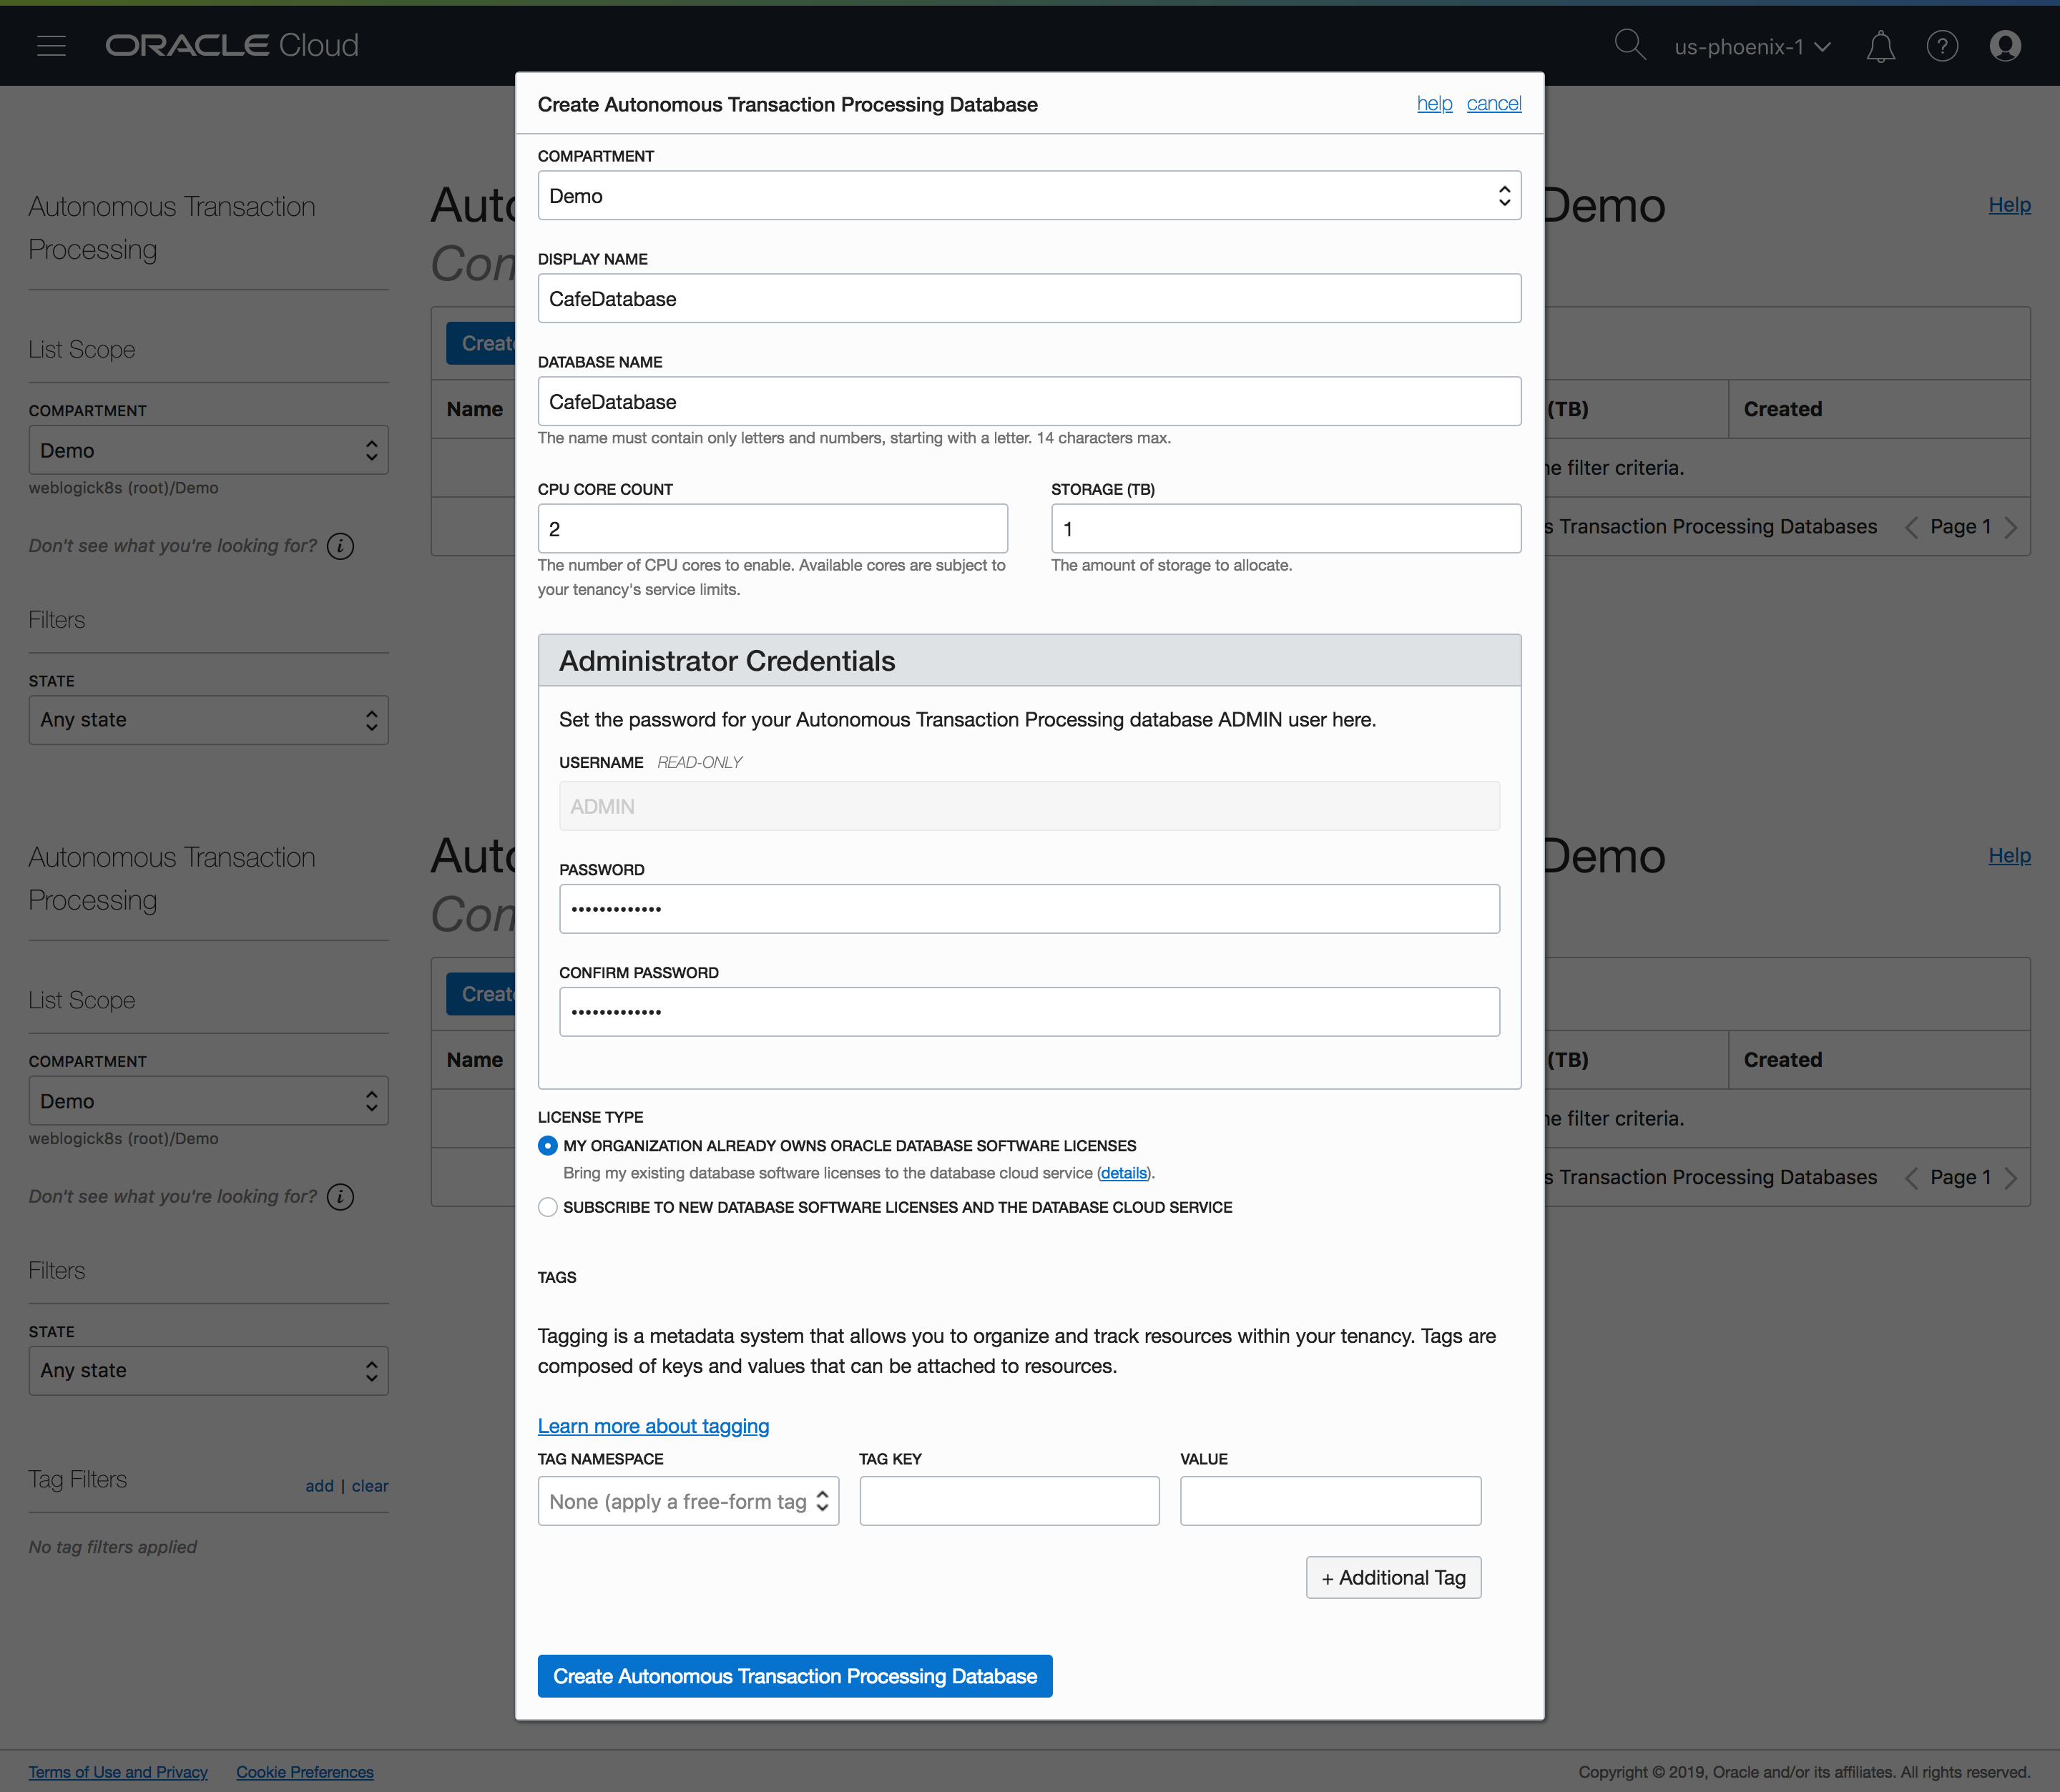 ORACLE Cloud
us-phoenix-1
Create Autonomous Transaction Processing Database
help cancel
COMPARTMENT
Demo
DISPLAY NAME
CafeDatabase
DATABASE NAME
CafeDatabase
The name must contain only letters and numbers, starting with a letter. 14 characters max.
CPU CORE COUNT
2
The number of CPU cores to enable. Available cores are subject to
your tenancy's service limits.
STORAGE (TB)
1
The amount of storage to allocate.
Administrator Credentials
Set the password for your Autonomous Transaction Processing database ADMIN user here.
USERNAME READ-ONLY
ADMIN
PASSWORD
•••••••••••••
CONFIRM PASSWORD
•••••••••••••
LICENSE TYPE
MY ORGANIZATION ALREADY OWNS ORACLE DATABASE SOFTWARE LICENSES
Bring my existing database software licenses to the database cloud service (details).
SUBSCRIBE TO NEW DATABASE SOFTWARE LICENSES AND THE DATABASE CLOUD SERVICE
TAGS
Tagging is a metadata system that allows you to organize and track resources within your tenancy. Tags are
composed of keys and values that can be attached to resources.
Learn more about tagging
TAG NAMESPACE TAG KEY VALUE
None (apply a free-form tag
+ Additional Tag
Create Autonomous Transaction Processing Database
Autonomous Transaction
Processing
List Scope
COMPARTMENT
Demo
weblogick8s (root)/Demo
Don't see what you're looking for?
Filters
STATE
Any state
Demo
Help
Name (TB) Created
filter criteria.
Transaction Processing Databases Page 1
Autonomous Transaction
Processing
List Scope
COMPARTMENT
Demo
weblogick8s (root)/Demo
Don't see what you're looking for?
Filters
STATE
Any state
Tag Filters add | clear
No tag filters applied
Demo
Help
Name (TB) Created
filter criteria.
Transaction Processing Databases Page 1
Terms of Use and Privacy Cookie Preferences
Copyright © 2019, Oracle and/or its affiliates. All rights reserved.